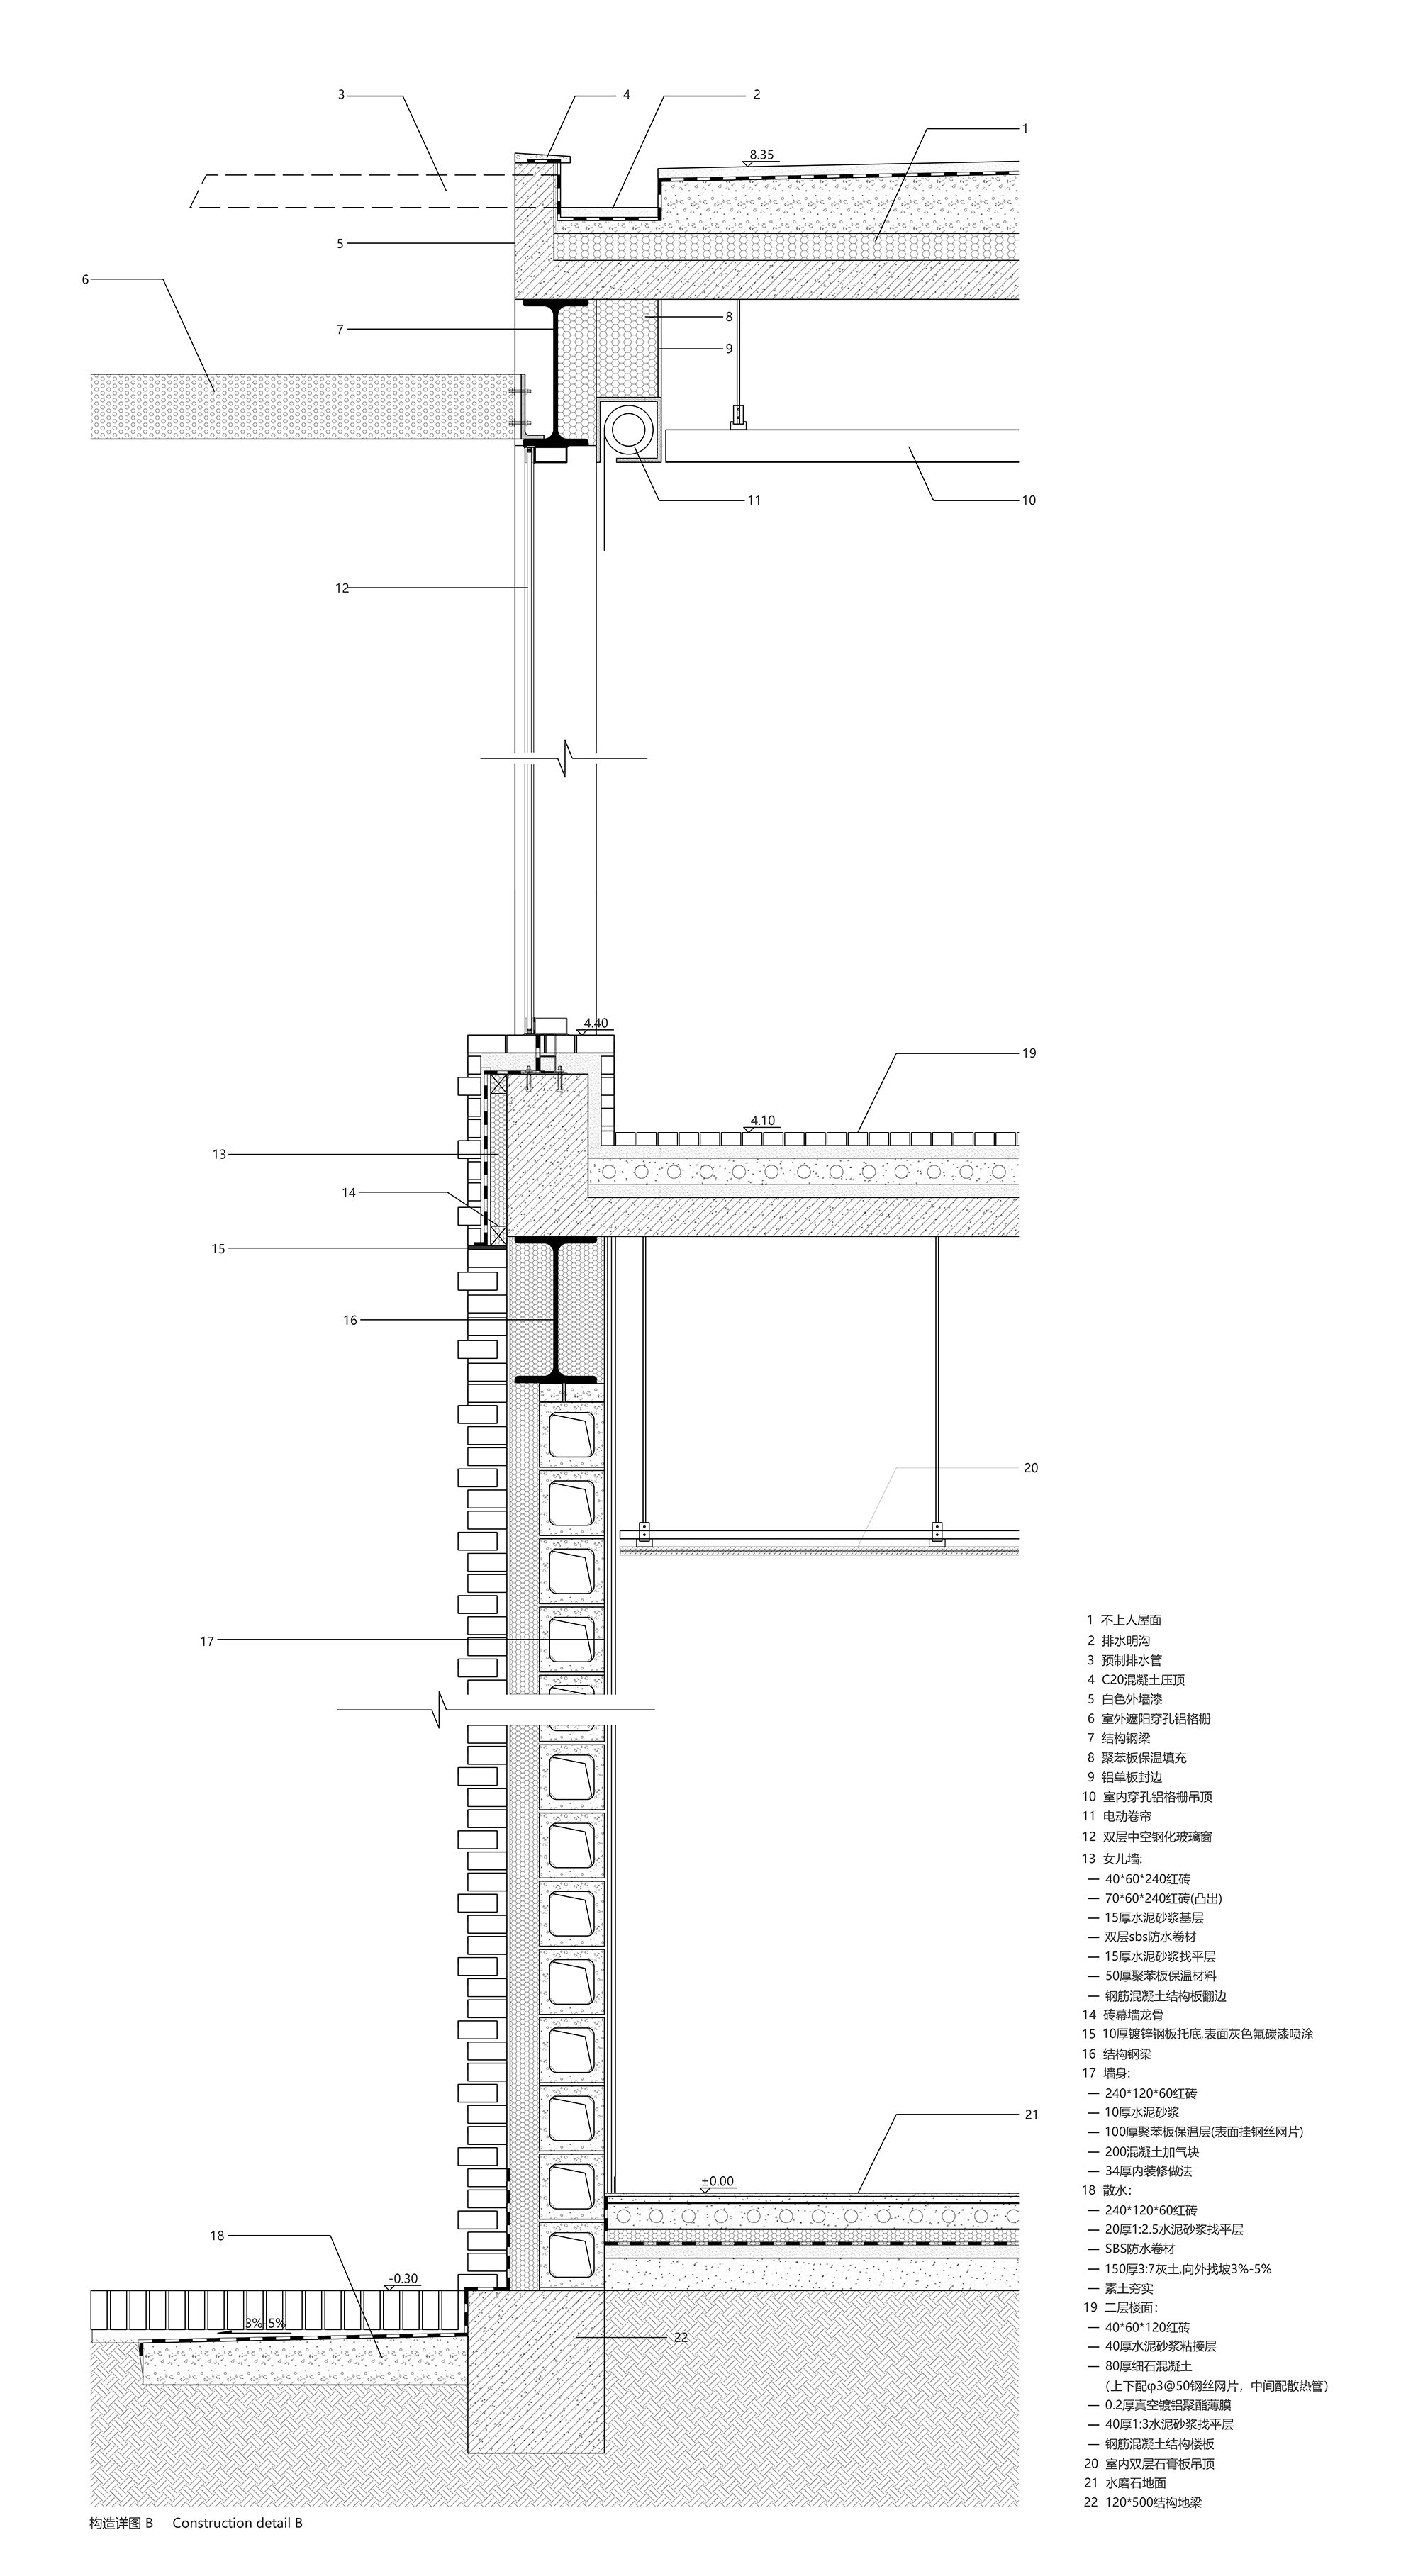 3
4
2
1
8.35
5
6
7
8
9
11
10
12
4.40
19
4.10
13
14
15
16
20
17
21
±0.00
18
-0.30
3%-5%
22
1 不上人屋面
2 排水明沟
3 预制排水管
4 C20混凝土压顶
5 白色外墙漆
6 室外遮阳穿孔铝格栅
7 结构钢梁
8 聚苯板保温填充
9 铝单板封边
10 室内穿孔铝格栅吊顶
11 电动卷帘
12 双层中空钢化玻璃窗
13 女儿墙:
— 40*60*240红砖
— 70*60*240红砖(凸出)
— 15厚水泥砂浆基层
— 双层sbs防水卷材
— 15厚水泥砂浆找平层
— 50厚聚苯板保温材料
— 钢筋混凝土结构板翻边
14 砖幕墙龙骨
15 10厚镀锌钢板托底,表面灰色氟碳漆喷涂
16 结构钢梁
17 墙身:
— 240*120*60红砖
— 10厚水泥砂浆
— 100厚聚苯板保温层(表面挂钢丝网片)
— 200混凝土加气块
— 34厚内装修做法
18 散水:
— 240*120*60红砖
— 20厚1:2.5水泥砂浆找平层
— SBS防水卷材
— 150厚3:7灰土,向外找坡3%-5%
— 素土夯实
19 二层楼面:
— 40*60*120红砖
— 40厚水泥砂浆粘接层
— 80厚细石混凝土
(上下配φ3@50钢丝网片，中间配散热管)
— 0.2厚真空镀铝聚酯薄膜
— 40厚1:3水泥砂浆找平层
— 钢筋混凝土结构楼板
20 室内双层石膏板吊顶
21 水磨石地面
22 120*500结构地梁
构造详图 B Construction detail B